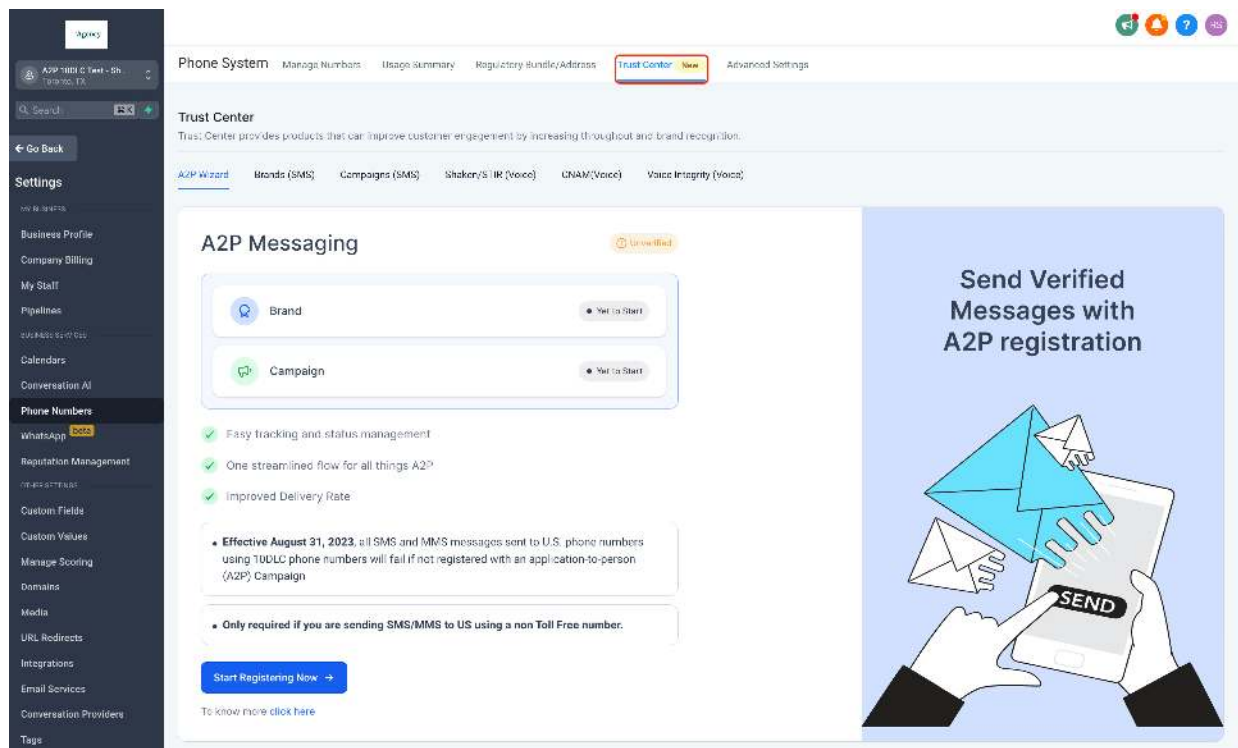 Agency
A2P 10DLC Test - Sh...
Toronto, TX
Search
⌘K
Go Back
Settings
MY BUSINESS
Business Profile
Company Billing
My Staff
Pipelines
BUSINESS SERVICES
Calendars
Conversation AI
Phone Numbers
WhatsApp beta
Reputation Management
OTHER SETTINGS
Custom Fields
Custom Values
Manage Scoring
Domains
Media
URL Redirects
Integrations
Email Services
Conversation Providers
Tags
Phone System Manage Numbers Usage Summary Regulatory Bundle/Address Trust Center New Advanced Settings
Trust Center
Trust Center provides products that can improve customer engagement by increasing throughput and brand recognition.
A2P Wizard Brands (SMS) Campaigns (SMS) Shaken/STIR (Voice) CNAM(Voice) Voice Integrity (Voice)
A2P Messaging Unverified
Brand Yet to Start
Campaign Yet to Start
Easy tracking and status management
One streamlined flow for all things A2P
Improved Delivery Rate
• Effective August 31, 2023, all SMS and MMS messages sent to U.S. phone numbers
using 10DLC phone numbers will fail if not registered with an application-to-person
(A2P) Campaign
• Only required if you are sending SMS/MMS to US using a non Toll Free number.
Start Registering Now →
To know more click here
?
Send Verified
Messages with
A2P registration
SEND